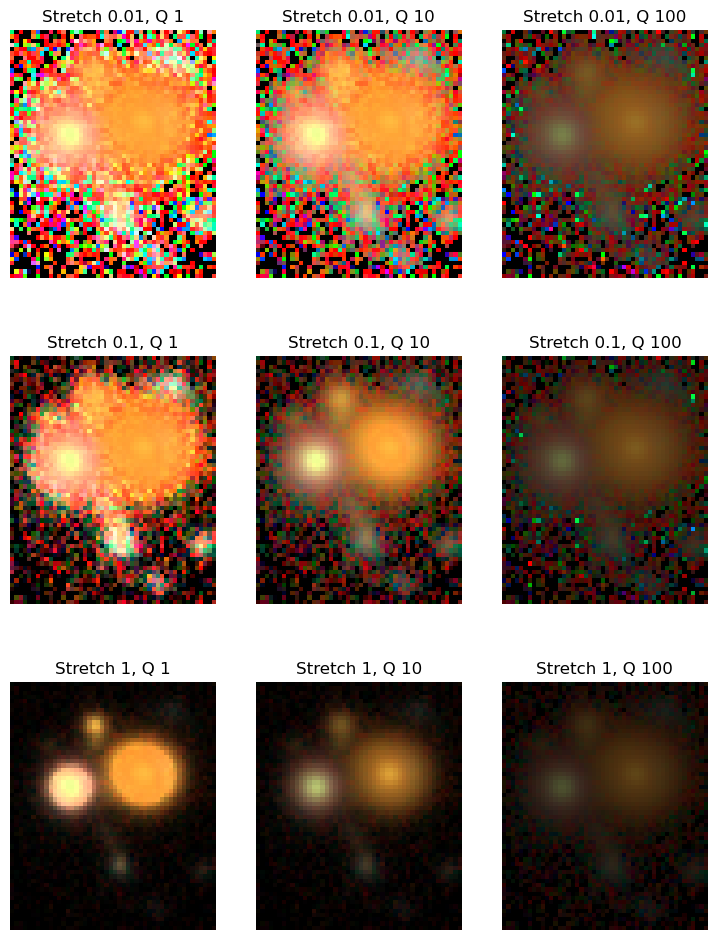 Stretch 0.01, Q 1
Stretch 0.01, Q 10
Stretch 0.01, Q 100
Stretch 0.1, Q 1
Stretch 0.1, Q 10
Stretch 0.1, Q 100
Stretch 1, Q 1
Stretch 1, Q 10
Stretch 1, Q 100